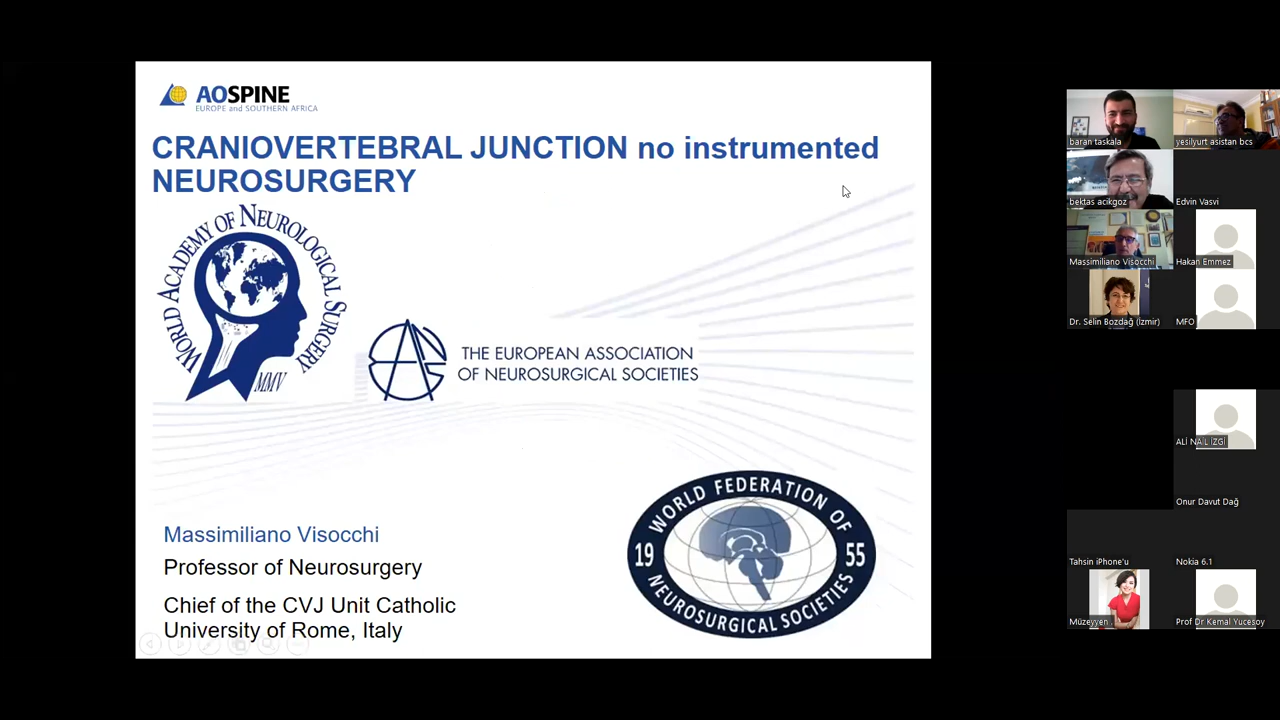 AOSPINE
EUROPE and SOUTHERN AFRICA
CRANIOVERTEBRAL JUNCTION no instrumented
NEUROSURGERY
WORLD ACADEMY OF NEUROLOGICAL SURGERY
MMV
THE EUROPEAN ASSOCIATION
OF NEUROSURGICAL SOCIETIES
WORLD FEDERATION OF
19 55
NEUROSURGICAL SOCIETIES
Massimiliano Visocchi
Professor of Neurosurgery
Chief of the CVJ Unit Catholic
University of Rome, Italy
baran taskala
yesilyurt asistan bcs
bektas acikgoz
Edvin Vasvi
Massimiliano Visocchi
Hakan Emmez
Dr. Selin Bozdağ (İzmir)
MFO
ALİ NAİL İZGİ
Onur Davut Dağ
Tahsin iPhone'u
Nokia 6.1
Müzeyyen .
Prof Dr Kemal Yucesoy